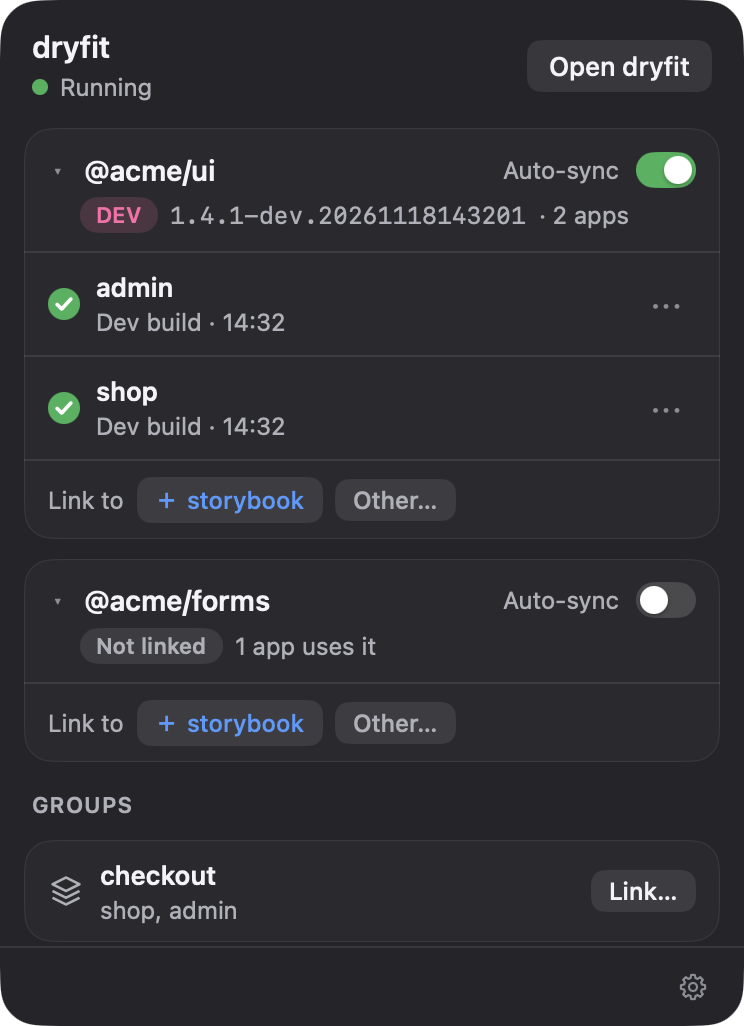 dryfit
Running
Open dryfit
@acme/ui
Auto-sync
DEV 1.4.1-dev.20261118143201 · 2 apps
admin
Dev build · 14:32
shop
Dev build · 14:32
Link to + storybook Other...
@acme/forms
Auto-sync
Not linked 1 app uses it
Link to + storybook Other...
GROUPS
checkout
shop, admin
Link...